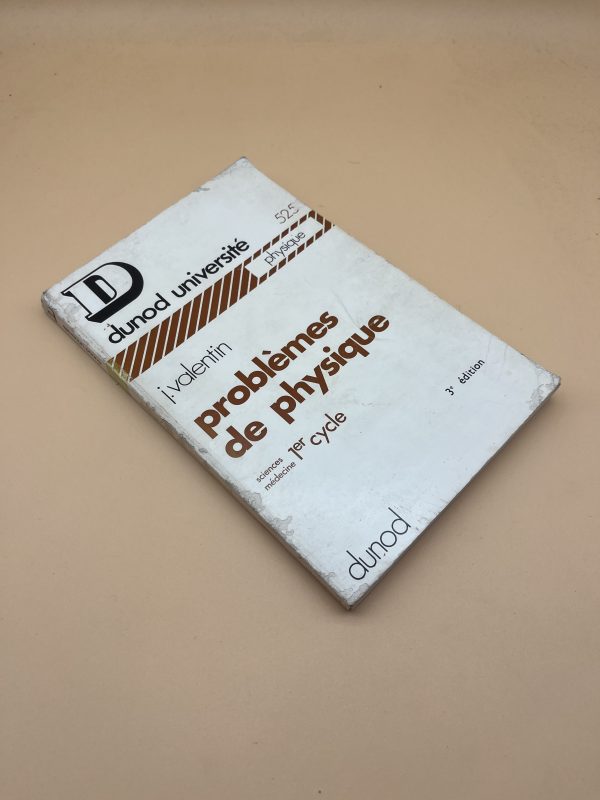 D
dunod université
525
physique
j. valentin
problèmes
de physique
sciences
médecine
1er cycle
3e édition
dunod